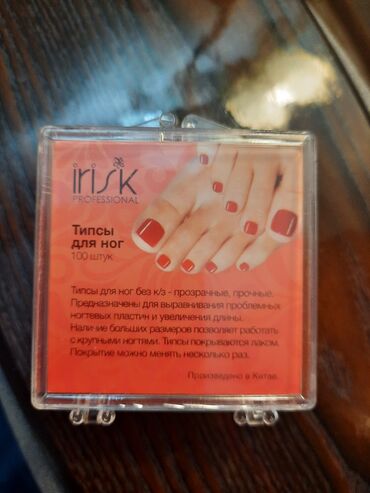 irisk
PROFESSIONAL
Типсы
для ног
100 штук
Типсы для ног без к/з - прозрачные, прочные.
Предназначены для выравнивания проблемных
ногтевых пластин и увеличения длины.
Наличие больших размеров позволяет работать
с крупными ногтями. Типсы покрываются лаком.
Покрытие можно менять несколько раз.
Произведено в Китае.